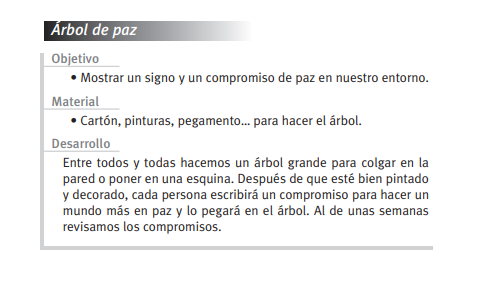 Árbol de paz
Objetivo
• Mostrar un signo y un compromiso de paz en nuestro entorno.
Material
• Cartón, pinturas, pegamento... para hacer el árbol.
Desarrollo
Entre todos y todas hacemos un árbol grande para colgar en la
pared o poner en una esquina. Después de que esté bien pintado
y decorado, cada persona escribirá un compromiso para hacer un
mundo más en paz y lo pegará en el árbol. Al de unas semanas
revisamos los compromisos.